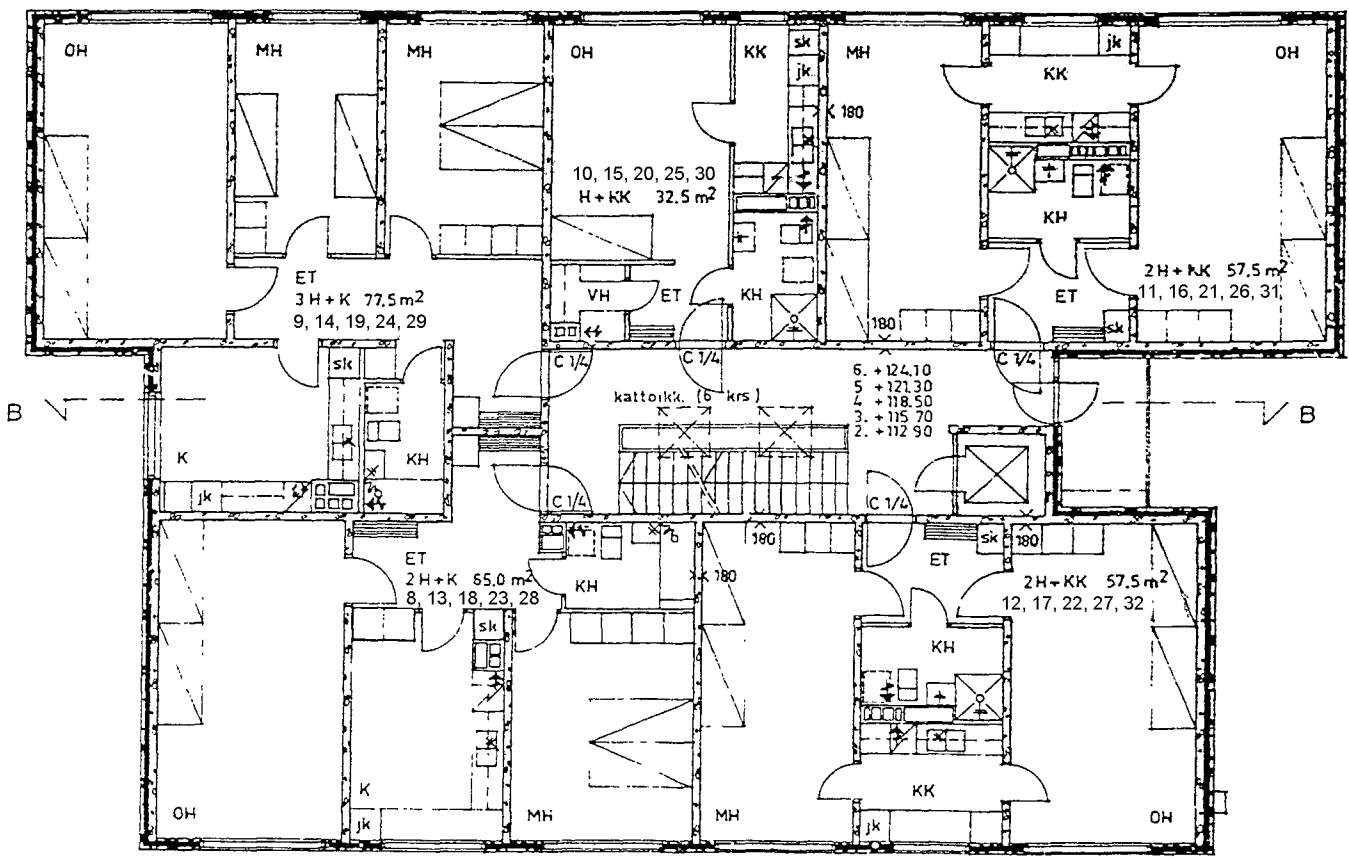 OH
MH
MH
OH
KK
sk
jk
MH
KK
jk
OH
180
10, 15, 20, 25, 30
H + KK 32.5 m²
KH
ET
3 H + K 77.5 m²
9, 14, 19, 24, 29
VH
ET
KH
2 H + KK 57.5 m²
11, 16, 21, 26, 31
ET
sk
180
sk
C 1/4
C 1/4
C 1/4
kattoikk. (6 krs)
6. +124.10
5 +121.30
4 +118.50
3. +115 70
2. +112 90
B
B
K
KH
jk
C 1/4
C 1/4
ET
2 H + K 65.0 m²
8, 13, 18, 23, 28
KH
180
180
ET
sk
180
2 H + KK 57.5 m²
12, 17, 22, 27, 32
sk
KH
K
jk
OH
MH
MH
KK
jk
OH